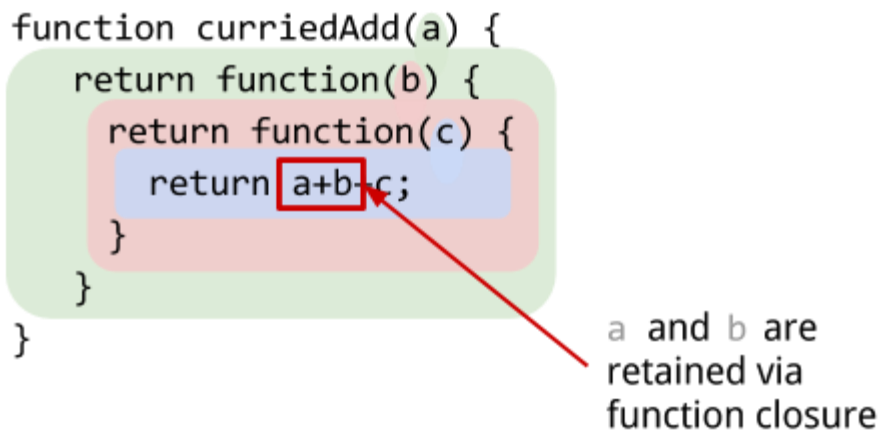 function curriedAdd(a) {
return function(b) {
return function(c) {
return a+b+c;
}
}
}
a and b are
retained via
function closure